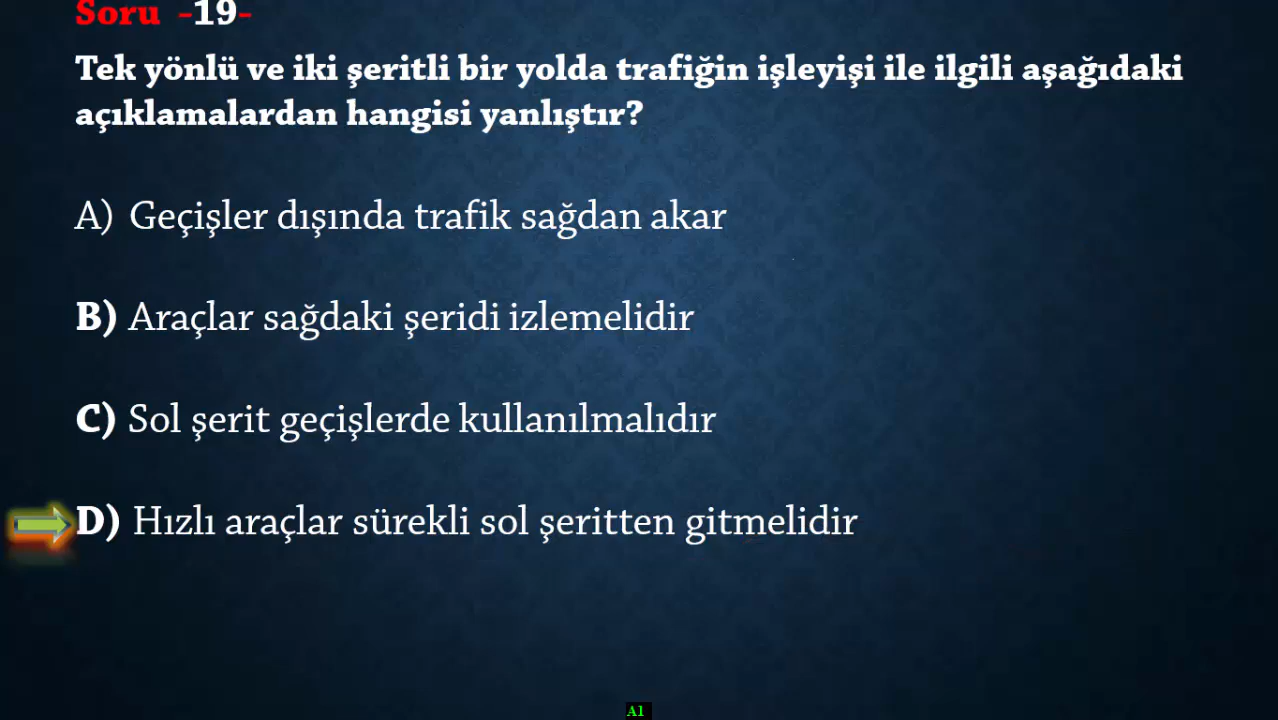 Soru -19-
Tek yönlü ve iki şeritli bir yolda trafiğin işleyişi ile ilgili aşağıdaki
açıklamalardan hangisi yanlıştır?
A) Geçişler dışında trafik sağdan akar
B) Araçlar sağdaki şeridi izlemelidir
C) Sol şerit geçişlerde kullanılmalıdır
D) Hızlı araçlar sürekli sol şeritten gitmelidir
A1